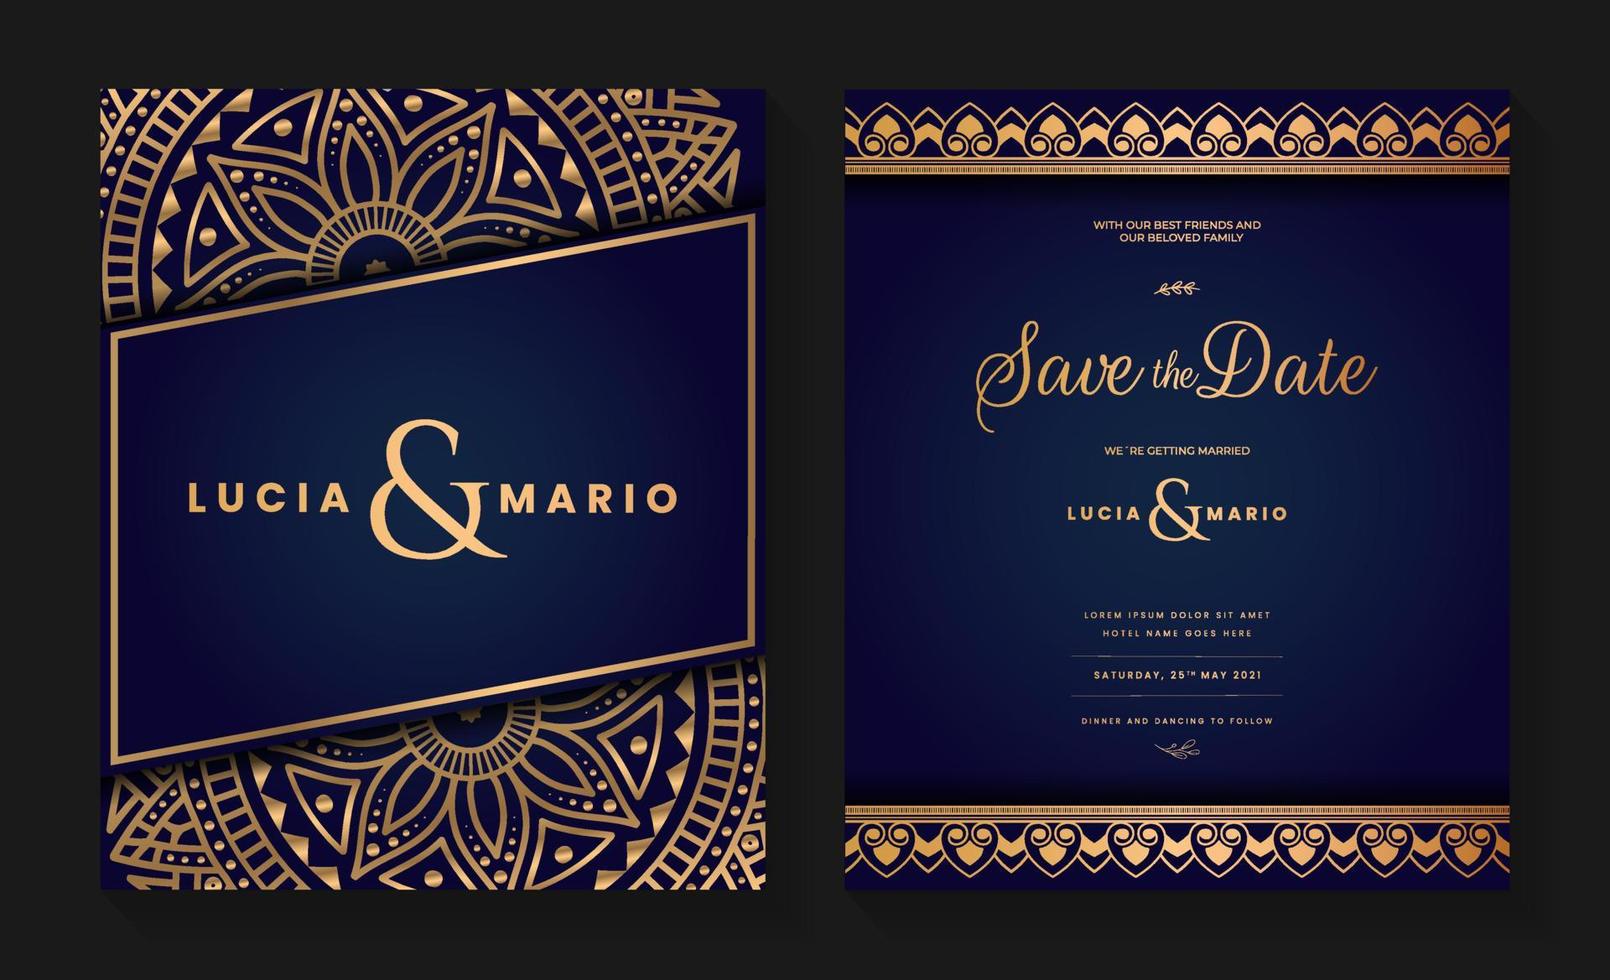 LUCIA & MARIO
WITH OUR BEST FRIENDS AND
OUR BELOVED FAMILY
Save the Date
WE´RE GETTING MARRIED
LUCIA & MARIO
LOREM IPSUM DOLOR SIT AMET
HOTEL NAME GOES HERE
SATURDAY, 25TH MAY 2021
DINNER AND DANCING TO FOLLOW